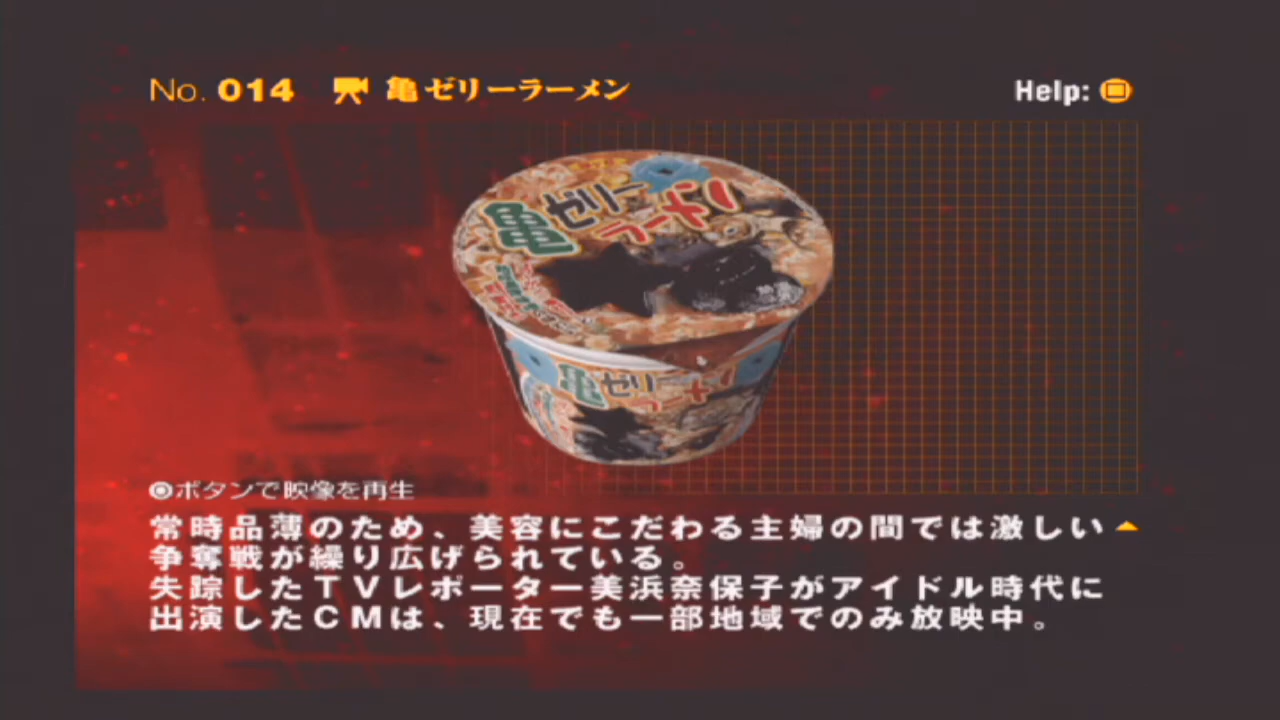 No. 014 亀ゼリーラーメン
Help:
亀ゼリーラーメン
亀ゼリーラーメン
◎ボタンで映像を再生
常時品薄のため、美容にこだわる主婦の間では激しい
争奪戦が繰り広げられている。
失踪したＴＶレポーター美浜奈保子がアイドル時代に
出演したＣＭは、現在でも一部地域でのみ放映中。